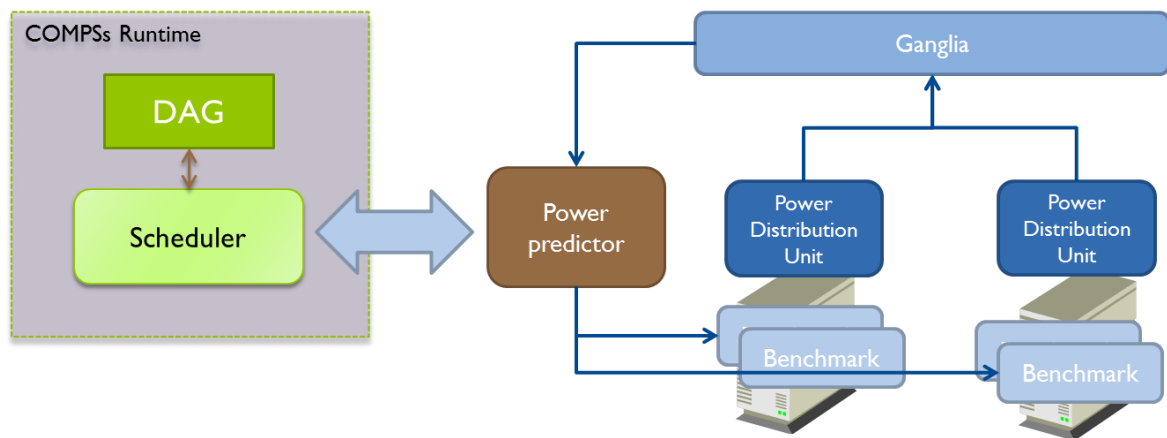 COMPSs Runtime
DAG
Scheduler
Power
predictor
Ganglia
Power
Distribution
Unit
Power
Distribution
Unit
Benchmark
Benchmark